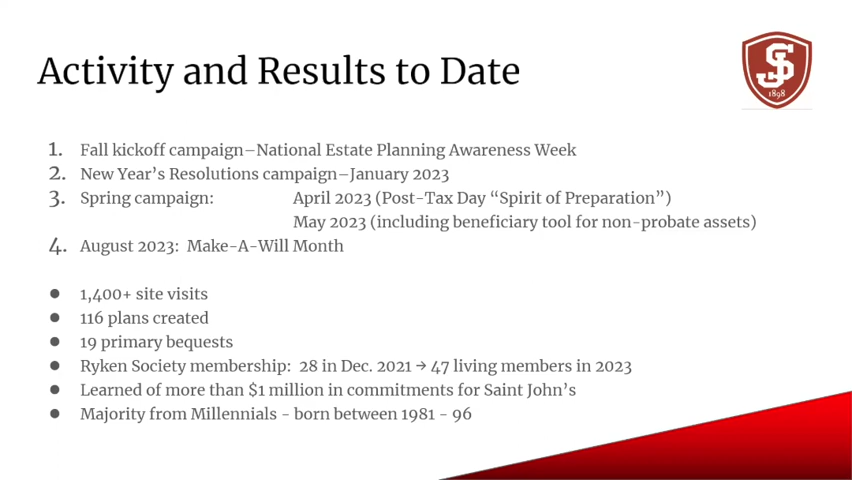 Activity and Results to Date
SJ
1898
1. Fall kickoff campaign–National Estate Planning Awareness Week
2. New Year’s Resolutions campaign–January 2023
3. Spring campaign: April 2023 (Post-Tax Day “Spirit of Preparation”)
May 2023 (including beneficiary tool for non-probate assets)
4. August 2023: Make-A-Will Month
● 1,400+ site visits
● 116 plans created
● 19 primary bequests
● Ryken Society membership: 28 in Dec. 2021 → 47 living members in 2023
● Learned of more than $1 million in commitments for Saint John’s
● Majority from Millennials - born between 1981 - 96